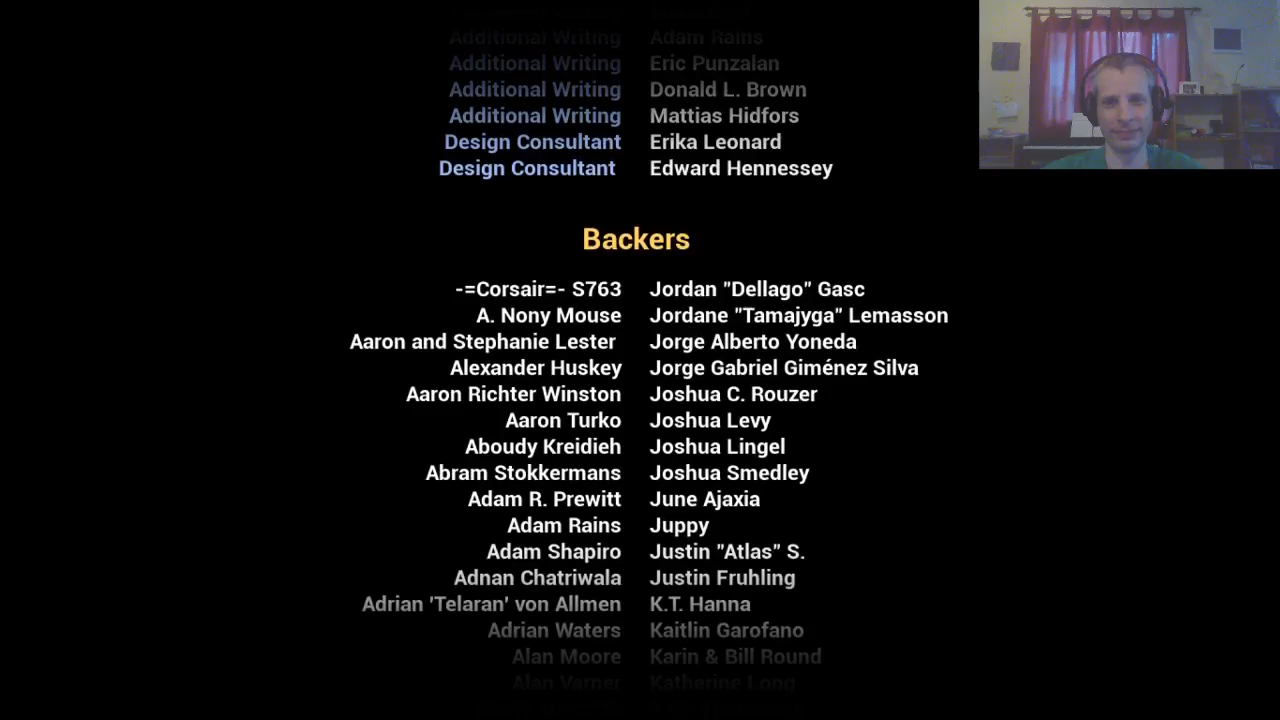 Additional Writing Adam Rains
Additional Writing Eric Punzalan
Additional Writing Donald L. Brown
Additional Writing Mattias Hidfors
Design Consultant Erika Leonard
Design Consultant Edward Hennessey
Backers
-=Corsair=- S763 Jordan "Dellago" Gasc
A. Nony Mouse Jordane "Tamajyga" Lemasson
Aaron and Stephanie Lester Jorge Alberto Yoneda
Alexander Huskey Jorge Gabriel Giménez Silva
Aaron Richter Winston Joshua C. Rouzer
Aaron Turko Joshua Levy
Aboudy Kreidieh Joshua Lingel
Abram Stokkermans Joshua Smedley
Adam R. Prewitt June Ajaxia
Adam Rains Juppy
Adam Shapiro Justin "Atlas" S.
Adnan Chatriwala Justin Fruhling
Adrian 'Telaran' von Allmen K.T. Hanna
Adrian Waters Kaitlin Garofano
Alan Moore Karin & Bill Round
Alan Varner Katherine Long